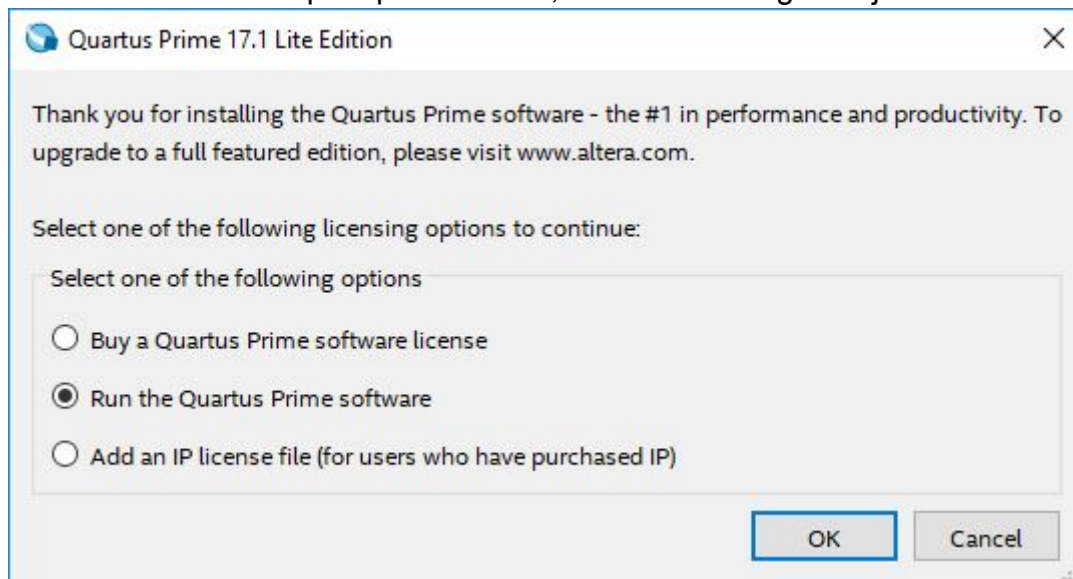 Quartus Prime 17.1 Lite Edition
Thank you for installing the Quartus Prime software - the #1 in performance and productivity. To
upgrade to a full featured edition, please visit www.altera.com.
Select one of the following licensing options to continue:
Select one of the following options
Buy a Quartus Prime software license
Run the Quartus Prime software
Add an IP license file (for users who have purchased IP)
OK
Cancel